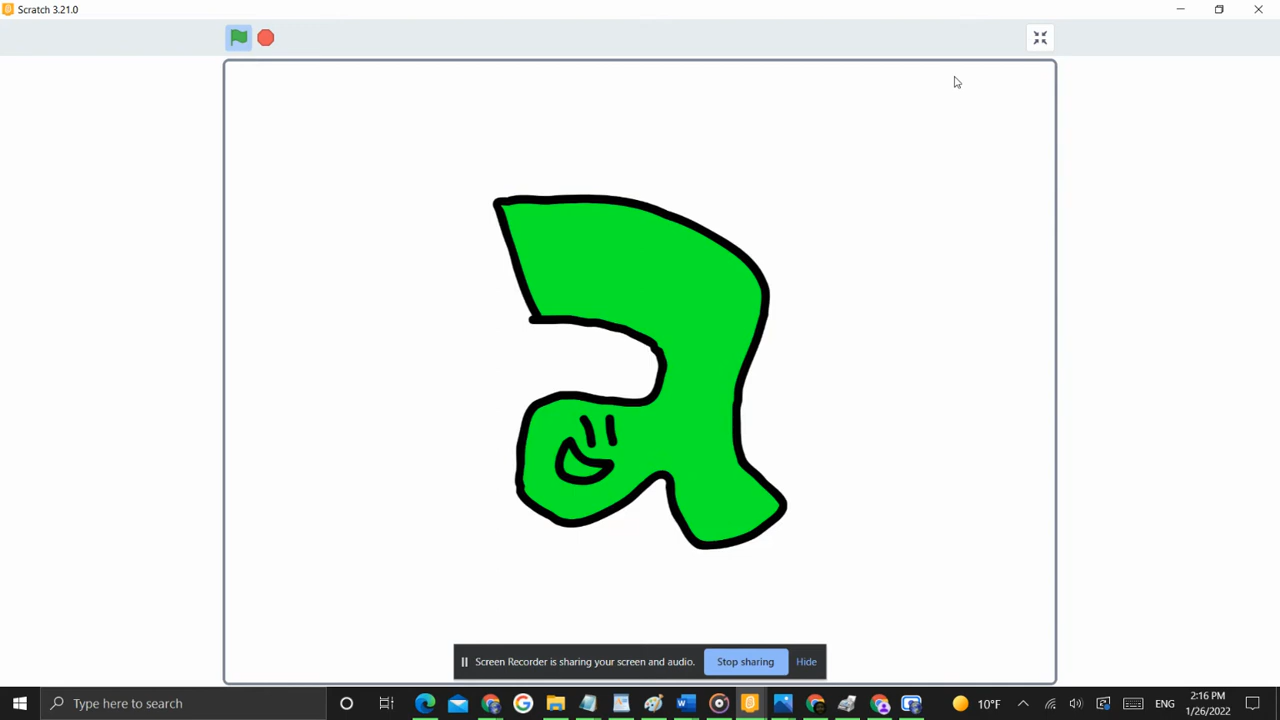 Scratch 3.21.0
Screen Recorder is sharing your screen and audio.
Stop sharing
Hide
Type here to search
10°F
ENG
2:16 PM
1/26/2022